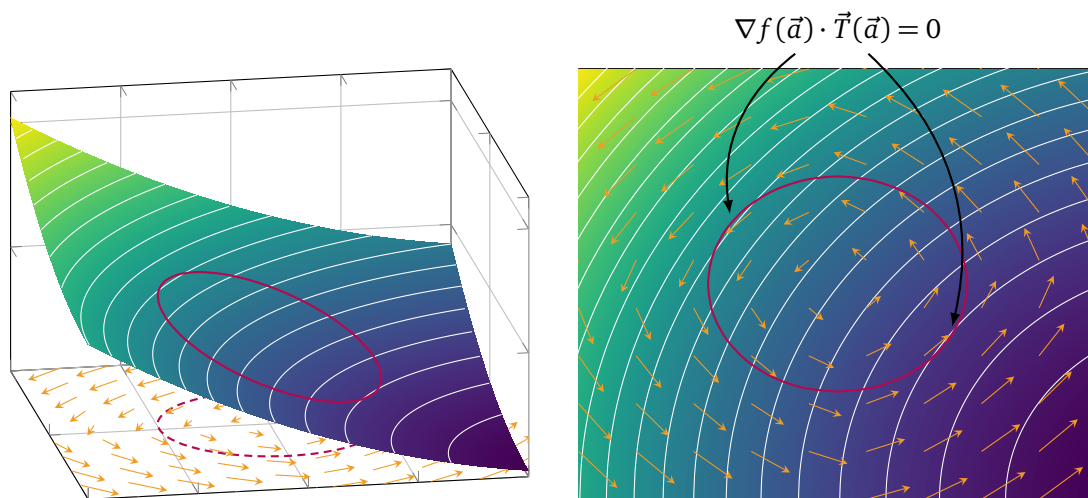 ∇f(a⃗) · T⃗(a⃗) = 0